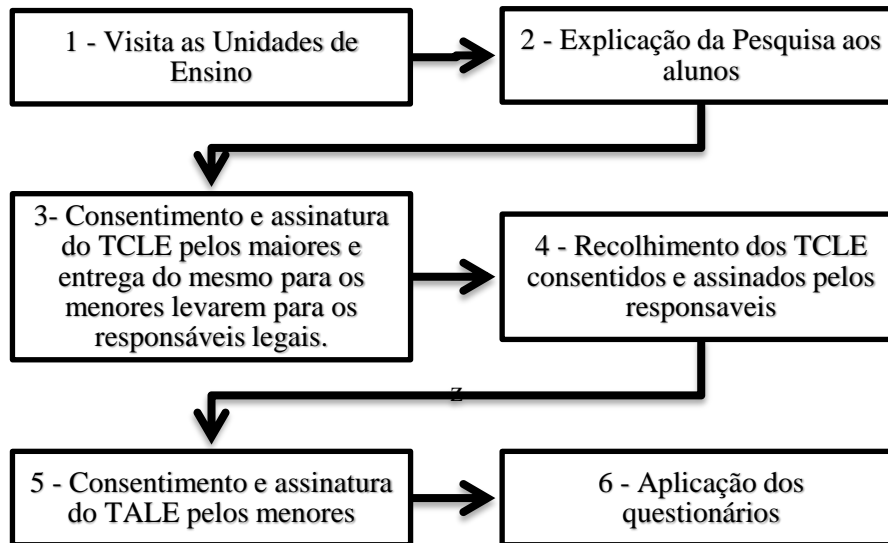 1 - Visita as Unidades de
Ensino
2 - Explicação da Pesquisa aos
alunos
3- Consentimento e assinatura
do TCLE pelos maiores e
entrega do mesmo para os
menores levarem para os
responsáveis legais.
4 - Recolhimento dos TCLE
consentidos e assinados pelos
responsaveis
z
5 - Consentimento e assinatura
do TALE pelos menores
6 - Aplicação dos
questionários